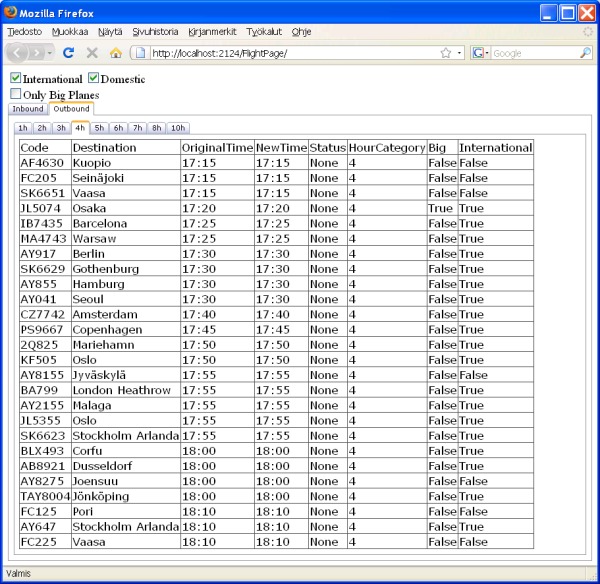 Mozilla Firefox
Tiedosto Muokkaa Näytä Sivuhistoria Kirjanmerkit Työkalut Ohje
http://localhost:2124/FlightPage/ Google
International Domestic
Only Big Planes
Inbound Outbound
1h 2h 3h 4h 5h 6h 7h 8h 10h
Code Destination OriginalTime NewTime Status HourCategory Big International
AF4630 Kuopio 17:15 17:15 None 4 False False
FC205 Seinäjoki 17:15 17:15 None 4 False False
SK6651 Vaasa 17:15 17:15 None 4 False False
JL5074 Osaka 17:20 17:20 None 4 True True
IB7435 Barcelona 17:25 17:25 None 4 False True
MA4743 Warsaw 17:25 17:25 None 4 False True
AY917 Berlin 17:30 17:30 None 4 False True
SK6629 Gothenburg 17:30 17:30 None 4 False True
AY855 Hamburg 17:30 17:30 None 4 False True
AY041 Seoul 17:30 17:30 None 4 False True
CZ7742 Amsterdam 17:40 17:40 None 4 False True
PS9667 Copenhagen 17:45 17:45 None 4 False True
2Q825 Mariehamn 17:50 17:50 None 4 False True
KF505 Oslo 17:50 17:50 None 4 False True
AY8155 Jyväskylä 17:55 17:55 None 4 False False
BA799 London Heathrow 17:55 17:55 None 4 False True
AY2155 Malaga 17:55 17:55 None 4 False True
JL5355 Oslo 17:55 17:55 None 4 False True
SK6623 Stockholm Arlanda 17:55 17:55 None 4 False True
BLX493 Corfu 18:00 18:00 None 4 False True
AB8921 Dusseldorf 18:00 18:00 None 4 False True
AY8275 Joensuu 18:00 18:00 None 4 False False
TAY8004 Jönköping 18:00 18:00 None 4 False True
FC125 Pori 18:10 18:10 None 4 False False
AY647 Stockholm Arlanda 18:10 18:10 None 4 False True
FC225 Vaasa 18:10 18:10 None 4 False False
Valmis